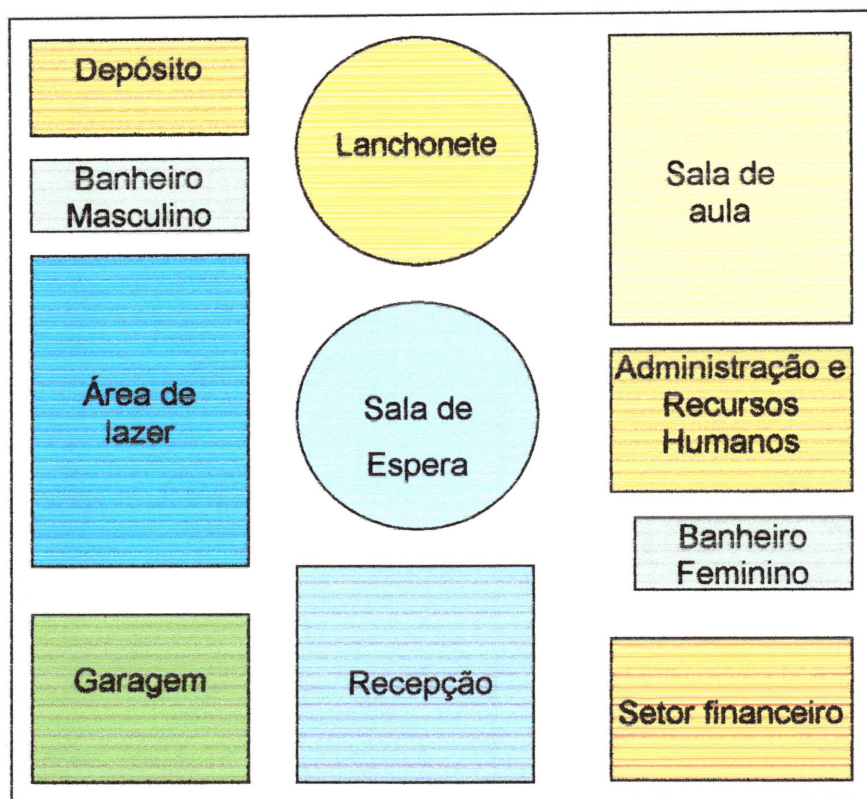 Depósito
Banheiro
Masculino
Área de
lazer
Garagem
Lanchonete
Sala de
Espera
Recepção
Sala de
aula
Administração e
Recursos
Humanos
Banheiro
Feminino
Setor financeiro